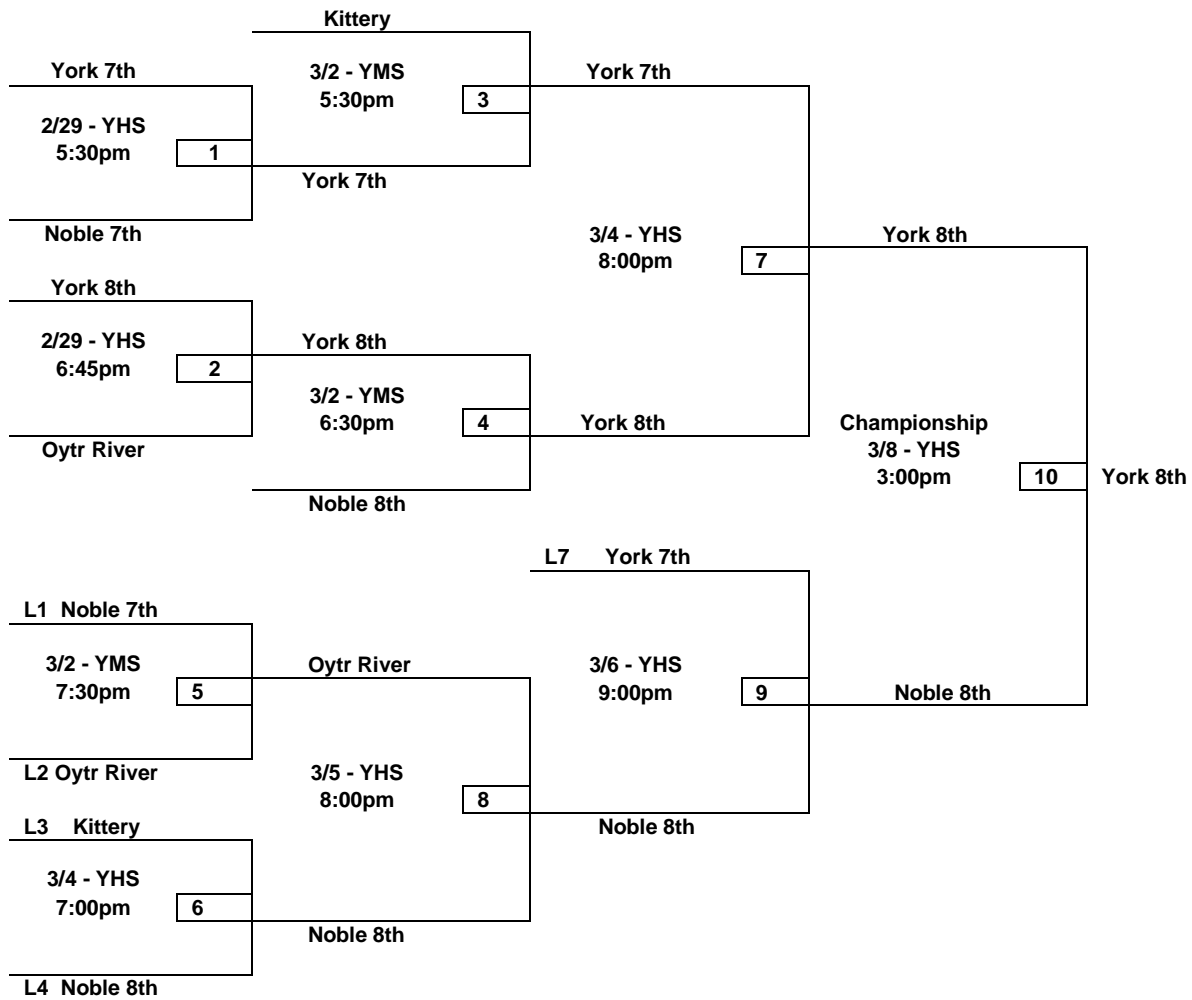 Kittery
York 7th
3/2 - YMS
York 7th
5:30pm
3
2/29 - YHS
5:30pm
1
York 7th
Noble 7th
3/4 - YHS
York 8th
8:00pm
7
York 8th
2/29 - YHS
York 8th
6:45pm
2
3/2 - YMS
6:30pm
4
York 8th
Championship
Oytr River
3/8 - YHS
3:00pm
10
York 8th
Noble 8th
L7 York 7th
L1 Noble 7th
3/2 - YMS
Oytr River
3/6 - YHS
7:30pm
5
9:00pm
9
Noble 8th
L2 Oytr River
3/5 - YHS
8:00pm
8
L3 Kittery
Noble 8th
3/4 - YHS
7:00pm
6
Noble 8th
L4 Noble 8th